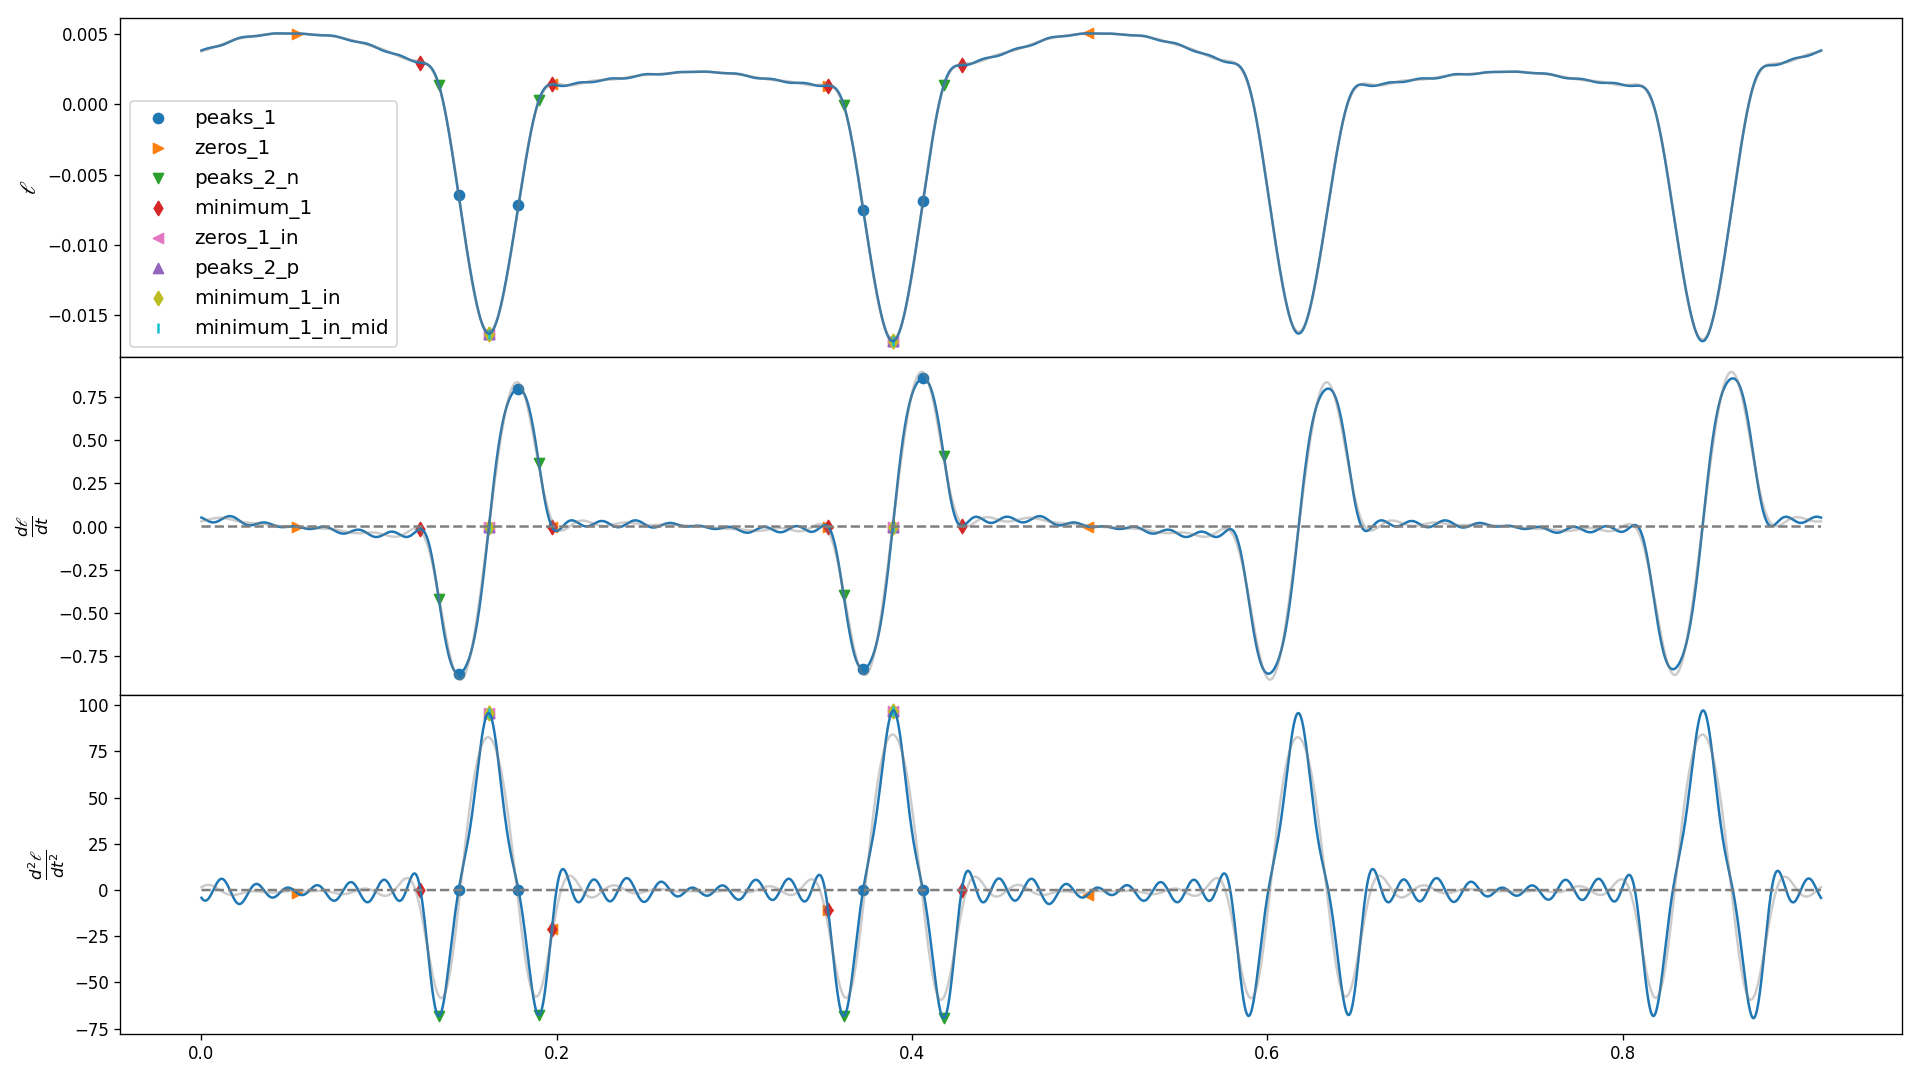 0.005
0.000
−0.005
−0.010
−0.015
ℓ
peaks_1
zeros_1
peaks_2_n
minimum_1
zeros_1_in
peaks_2_p
minimum_1_in
minimum_1_in_mid
0.75
0.50
0.25
0.00
−0.25
−0.50
−0.75
dℓ
dt
100
75
50
25
0
−25
−50
−75
d²ℓ
dt²
0.0 0.2 0.4 0.6 0.8